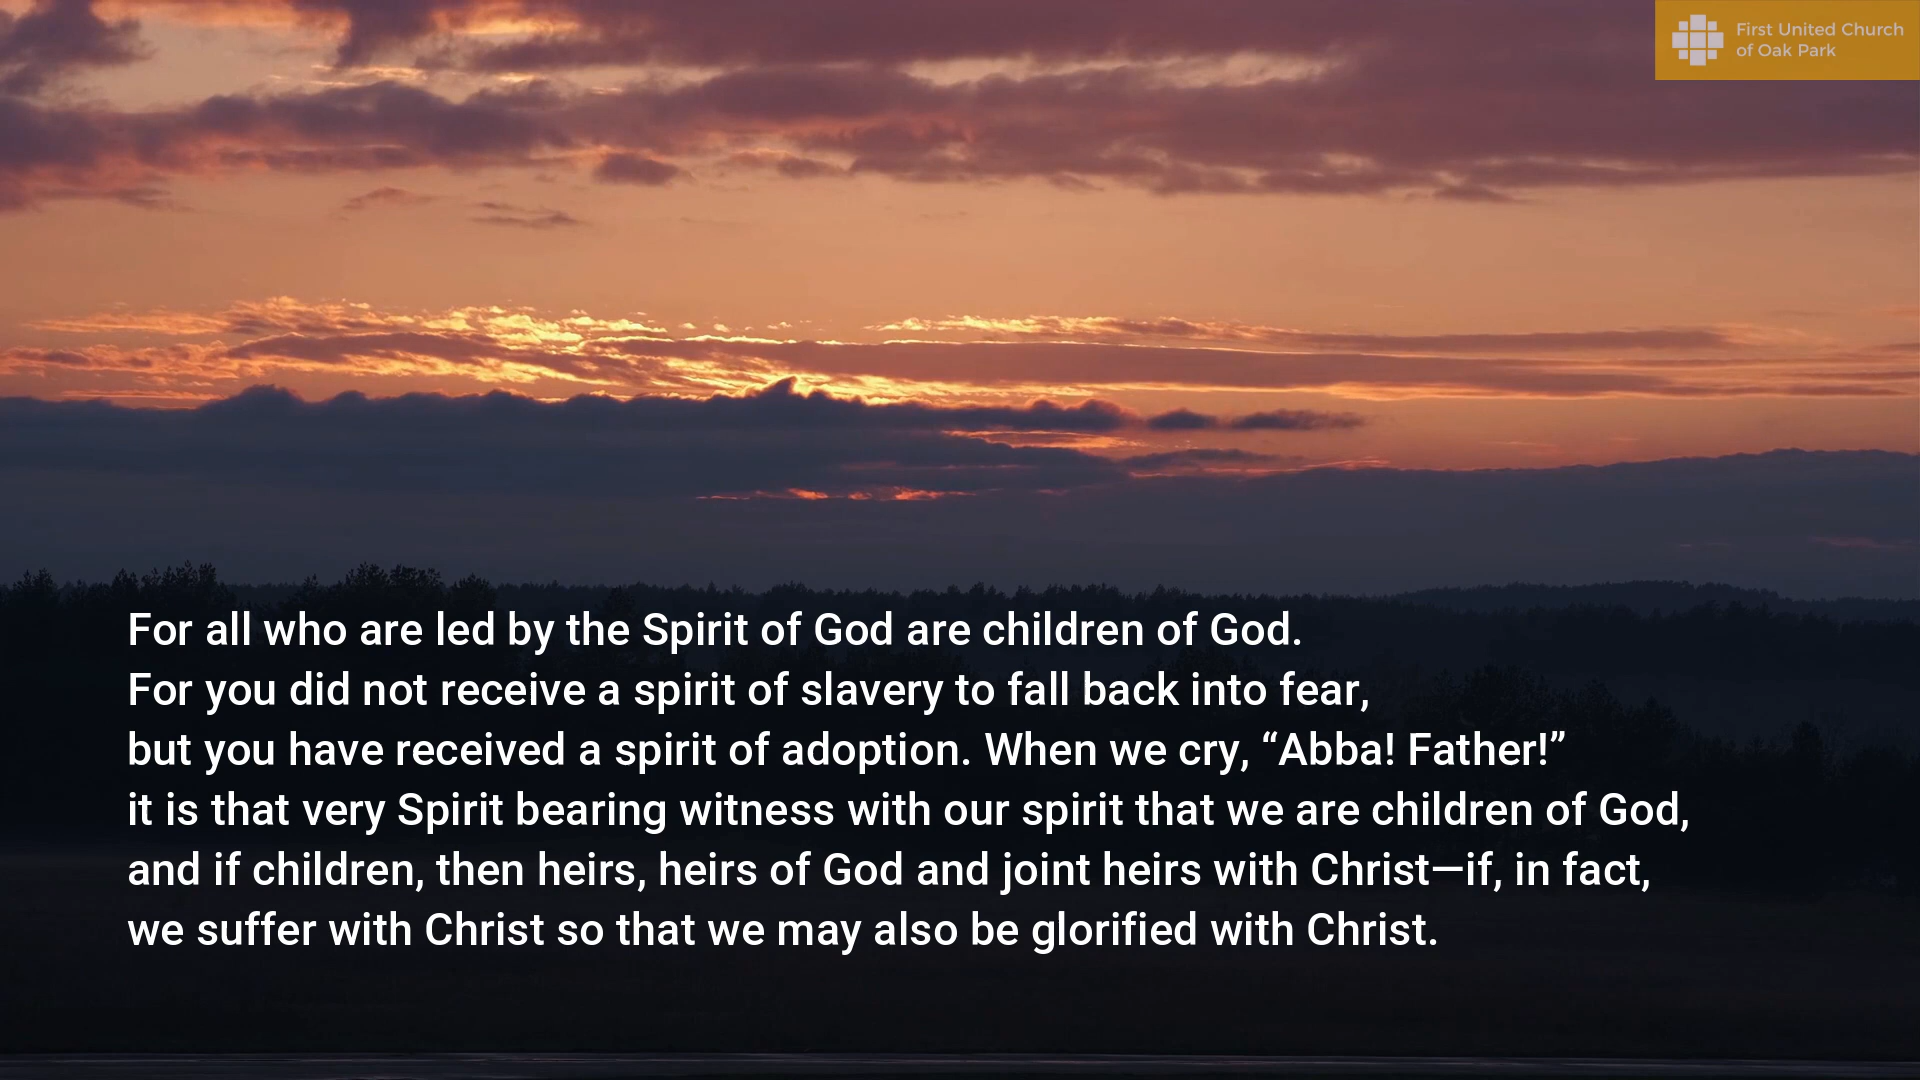 First United Church
of Oak Park
For all who are led by the Spirit of God are children of God.
For you did not receive a spirit of slavery to fall back into fear,
but you have received a spirit of adoption. When we cry, “Abba! Father!”
it is that very Spirit bearing witness with our spirit that we are children of God,
and if children, then heirs, heirs of God and joint heirs with Christ—if, in fact,
we suffer with Christ so that we may also be glorified with Christ.